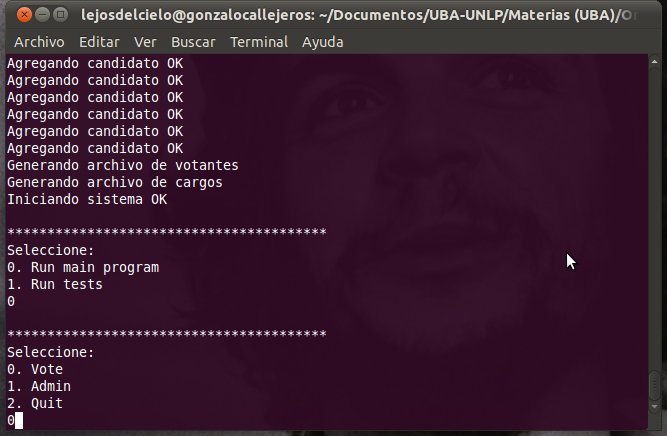 lejosdelcielo@gonzalocallejeros: ~/Documentos/UBA-UNLP/Materias (UBA)/Or
Archivo Editar Ver Buscar Terminal Ayuda
Agregando candidato OK
Agregando candidato OK
Agregando candidato OK
Agregando candidato OK
Agregando candidato OK
Agregando candidato OK
Generando archivo de votantes
Generando archivo de cargos
Iniciando sistema OK
****************************************
Seleccione:
0. Run main program
1. Run tests
0
****************************************
Seleccione:
0. Vote
1. Admin
2. Quit
0